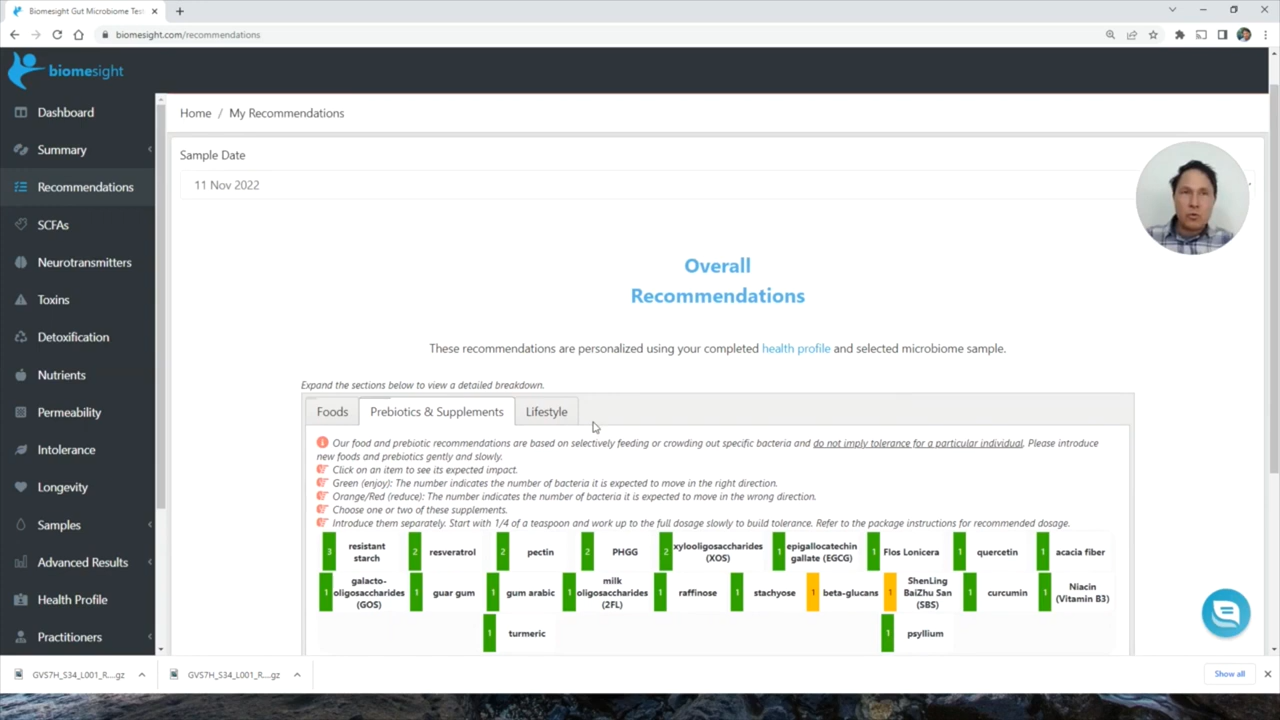 Biomesight Gut Microbiome Tes
biomesight.com/recommendations
biomesight
Dashboard
Summary
Recommendations
SCFAs
Neurotransmitters
Toxins
Detoxification
Nutrients
Permeability
Intolerance
Longevity
Samples
Advanced Results
Health Profile
Practitioners
Home / My Recommendations
Sample Date
11 Nov 2022
Overall
Recommendations
These recommendations are personalized using your completed health profile and selected microbiome sample.
Expand the sections below to view a detailed breakdown.
Foods Prebiotics & Supplements Lifestyle
Our food and prebiotic recommendations are based on selectively feeding or crowding out specific bacteria and do not imply tolerance for a particular individual. Please introduce
new foods and prebiotics gently and slowly.
Click on an item to see its expected impact.
Green (enjoy): The number indicates the number of bacteria it is expected to move in the right direction.
Orange/Red (reduce): The number indicates the number of bacteria it is expected to move in the wrong direction.
Choose one or two of these supplements.
Introduce them separately. Start with 1/4 of a teaspoon and work up to the full dosage slowly to build tolerance. Refer to the package instructions for recommended dosage.
3 resistant
starch
2 resveratrol
2 pectin
2 PHGG
2 xylooligosaccharides
(XOS)
1 epigallocatechin
gallate (EGCG)
1 Flos Lonicera
1 quercetin
1 acacia fiber
1 galacto-
oligosaccharides
(GOS)
1 guar gum
1 gum arabic
1 milk
oligosaccharides
(2FL)
1 raffinose
1 stachyose
1 beta-glucans
1 ShenLing
BaiZhu San
(SBS)
1 curcumin
1 Niacin
(Vitamin B3)
1 turmeric
1 psyllium
GVS7H_S34_L001_R....gz
GVS7H_S34_L001_R....gz
Show all